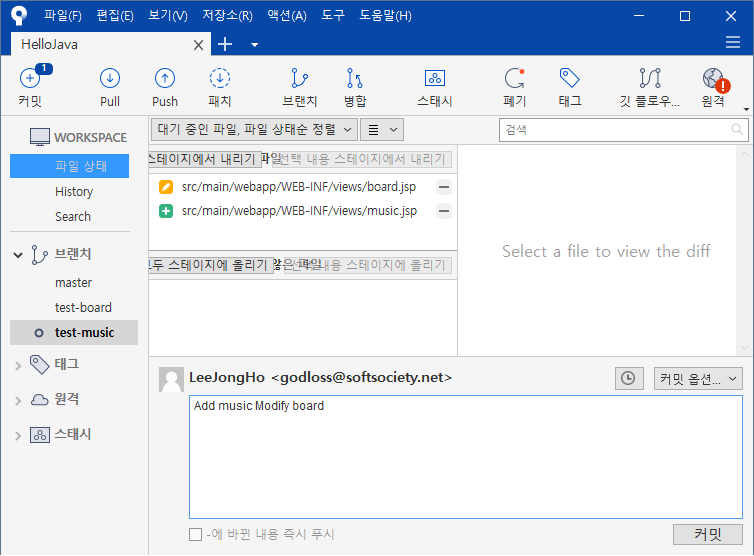 파일(F) 편집(E) 보기(V) 저장소(R) 액션(A) 도구 도움말(H)
HelloJava
1
커밋 Pull Push 패치 브랜치 병합 스태시 폐기 태그 깃 플로우... 원격
WORKSPACE
파일 상태
History
Search
브랜치
master
test-board
test-music
태그
원격
스태시
대기 중인 파일, 파일 상태순 정렬
검색
스테이지에서 내리기 파일 선택 내용 스테이지에서 내리기
src/main/webapp/WEB-INF/views/board.jsp
src/main/webapp/WEB-INF/views/music.jsp
모두 스테이지에 올리기 않은 파일 선택 내용 스테이지에 올리기
Select a file to view the diff
LeeJongHo <godloss@softsociety.net>
커밋 옵션...
Add music Modify board
-에 바뀐 내용 즉시 푸시
커밋